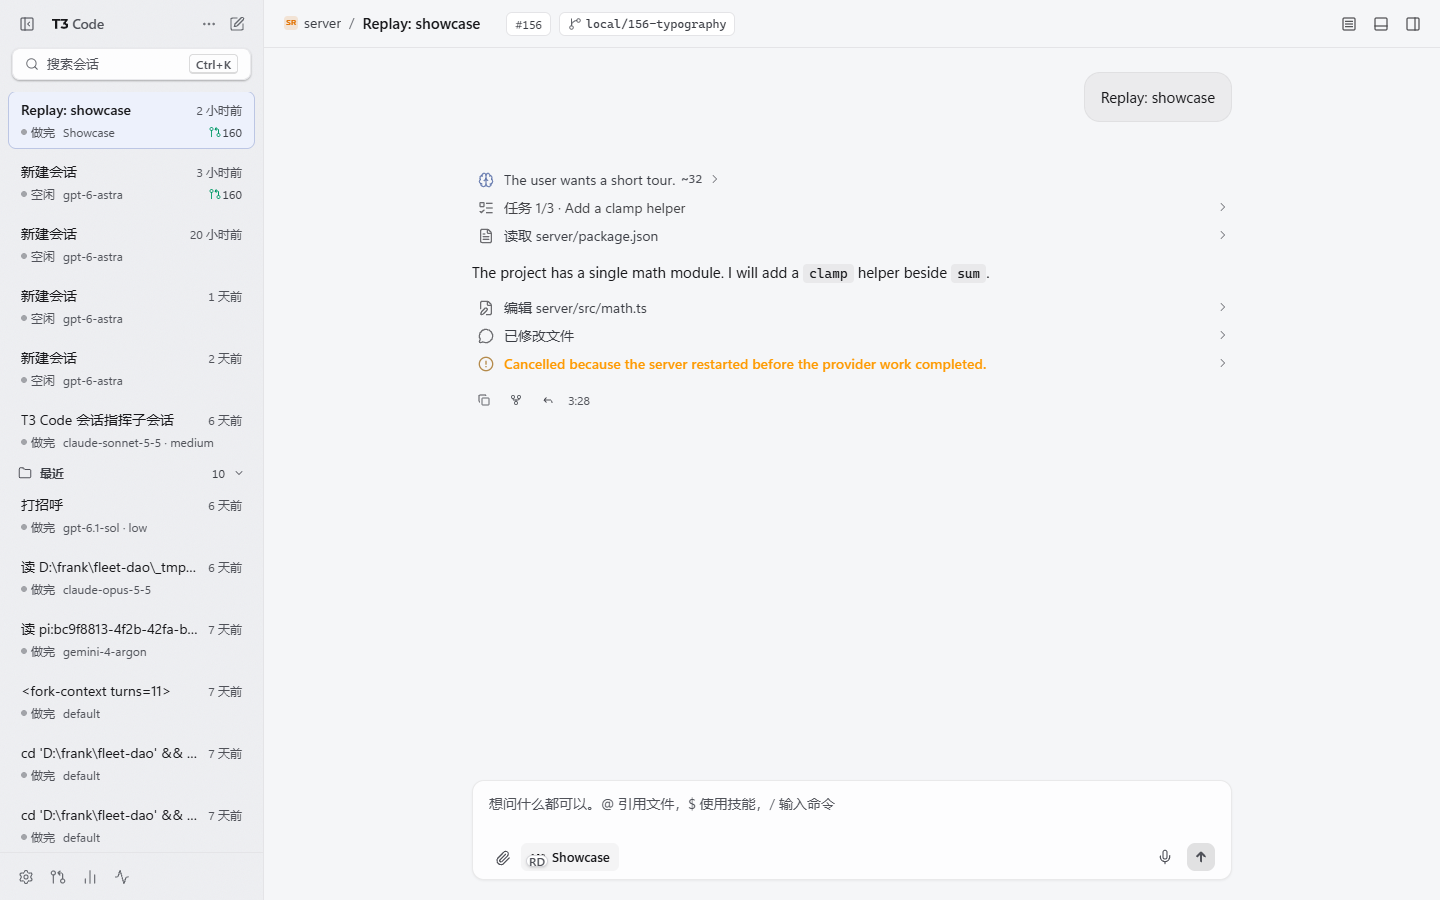 T3 Code
搜索会话 Ctrl+K
Replay: showcase 2 小时前
做完 Showcase 160
新建会话 3 小时前
空闲 gpt-6-astra 160
新建会话 20 小时前
空闲 gpt-6-astra
新建会话 1 天前
空闲 gpt-6-astra
新建会话 2 天前
空闲 gpt-6-astra
T3 Code 会话指挥子会话 6 天前
做完 claude-sonnet-5-5 · medium
最近 10
打招呼 6 天前
做完 gpt-6.1-sol · low
读 D:\frank\fleet-dao\_tmp... 6 天前
做完 claude-opus-5-5
读 pi:bc9f8813-4f2b-42fa-b... 7 天前
做完 gemini-4-argon
<fork-context turns=11> 7 天前
做完 default
cd 'D:\frank\fleet-dao' && ... 7 天前
做完 default
cd 'D:\frank\fleet-dao' && ... 7 天前
做完 default
SR server / Replay: showcase #156 local/156-typography
Replay: showcase
The user wants a short tour. ~32
任务 1/3 · Add a clamp helper
读取 server/package.json
The project has a single math module. I will add a clamp helper beside sum.
编辑 server/src/math.ts
已修改文件
Cancelled because the server restarted before the provider work completed.
3:28
想问什么都可以。@ 引用文件，$ 使用技能，/ 输入命令
RD Showcase